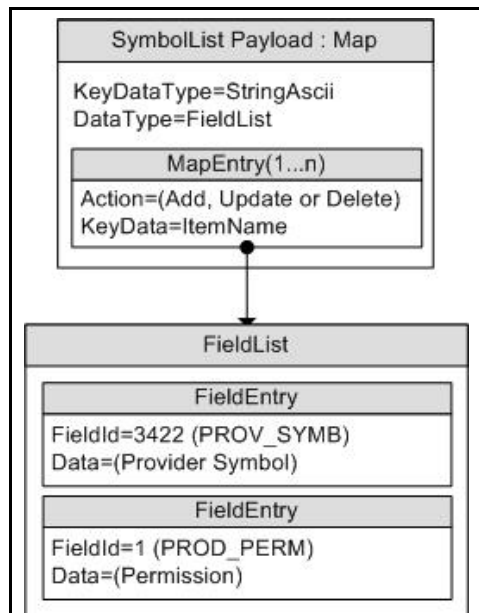 SymbolList Payload : Map
KeyDataType=StringAscii
DataType=FieldList
MapEntry(1...n)
Action=(Add, Update or Delete)
KeyData=ItemName
FieldList
FieldEntry
FieldId=3422 (PROV_SYMB)
Data=(Provider Symbol)
FieldEntry
FieldId=1 (PROD_PERM)
Data=(Permission)